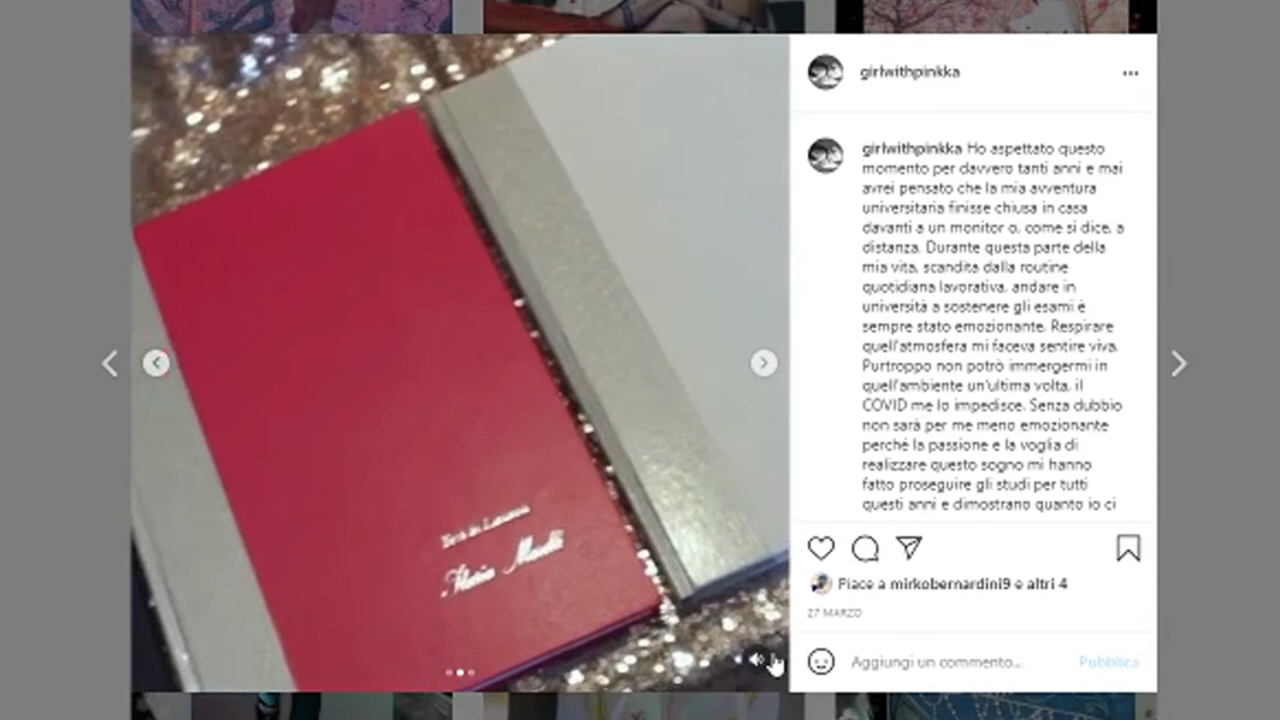 Tesi di Laurea
girlwithpinkka
girlwithpinkka Ho aspettato questo
momento per davvero tanti anni e mai
avrei pensato che la mia avventura
universitaria finisse chiusa in casa
davanti a un monitor o, come si dice, a
distanza. Durante questa parte della
mia vita, scandita dalla routine
quotidiana lavorativa, andare in
università a sostenere gli esami è
sempre stato emozionante. Respirare
quell'atmosfera mi faceva sentire viva.
Purtroppo non potrò immergermi in
quell'ambiente un'ultima volta, il
COVID me lo impedisce. Senza dubbio
non sarà per me meno emozionante
perché la passione e la voglia di
realizzare questo sogno mi hanno
fatto proseguire gli studi per tutti
questi anni e dimostrano quanto io ci
Piace a mirkobernardini9 e altri 4
27 MARZO
Aggiungi un commento...
Pubblica